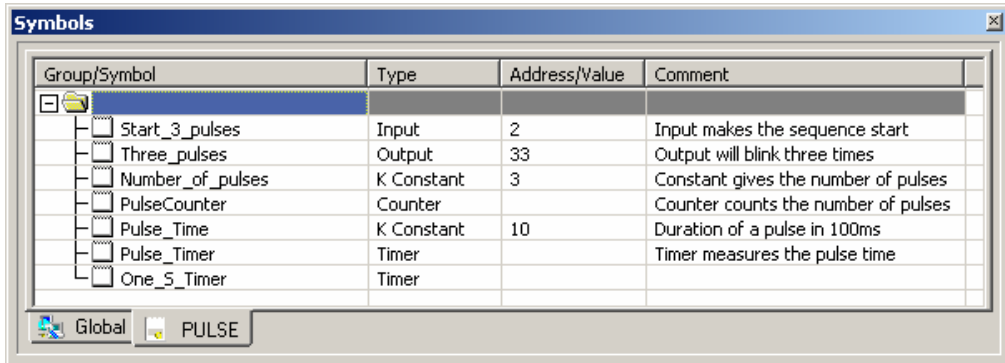 Symbols
Group/Symbol Type Address/Value Comment
Start_3_pulses Input 2 Input makes the sequence start
Three_pulses Output 33 Output will blink three times
Number_of_pulses K Constant 3 Constant gives the number of pulses
PulseCounter Counter Counter counts the number of pulses
Pulse_Time K Constant 10 Duration of a pulse in 100ms
Pulse_Timer Timer Timer measures the pulse time
One_S_Timer Timer
Global PULSE